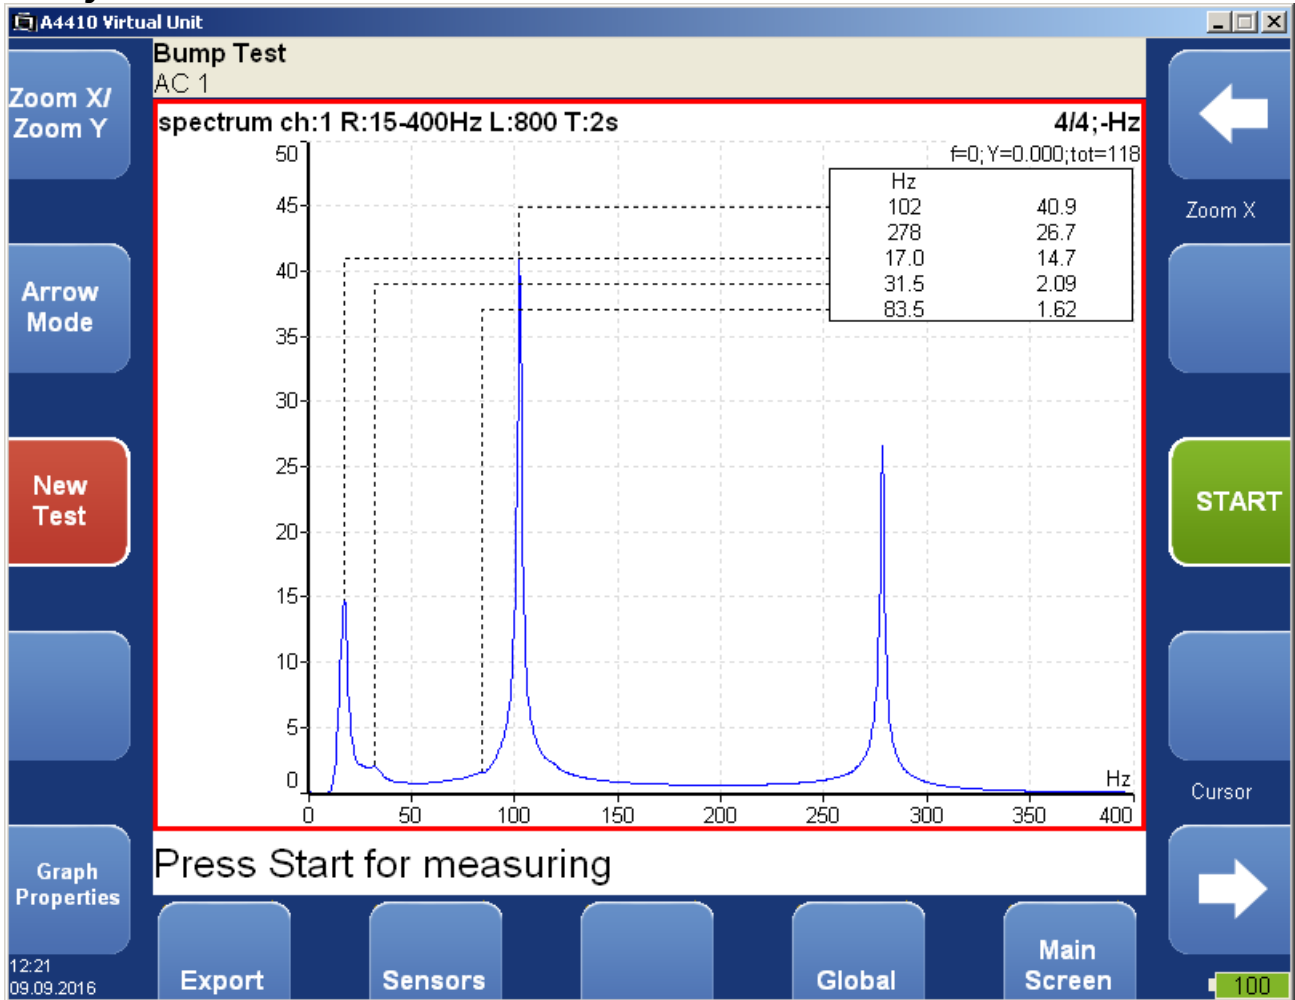 A4410 Virtual Unit
Bump Test
AC 1
Zoom X/
Zoom Y
Arrow
Mode
New
Test
Graph
Properties
12:21
09.09.2016
spectrum ch:1 R:15-400Hz L:800 T:2s 4/4;-Hz
f=0;Y=0.000;tot=118
Hz
102 40.9
278 26.7
17.0 14.7
31.5 2.09
83.5 1.62
50
45
40
35
30
25
20
15
10
5
0
Hz
0 50 100 150 200 250 300 350 400
Press Start for measuring
Zoom X
START
Cursor
Export
Sensors
Global
Main
Screen
100